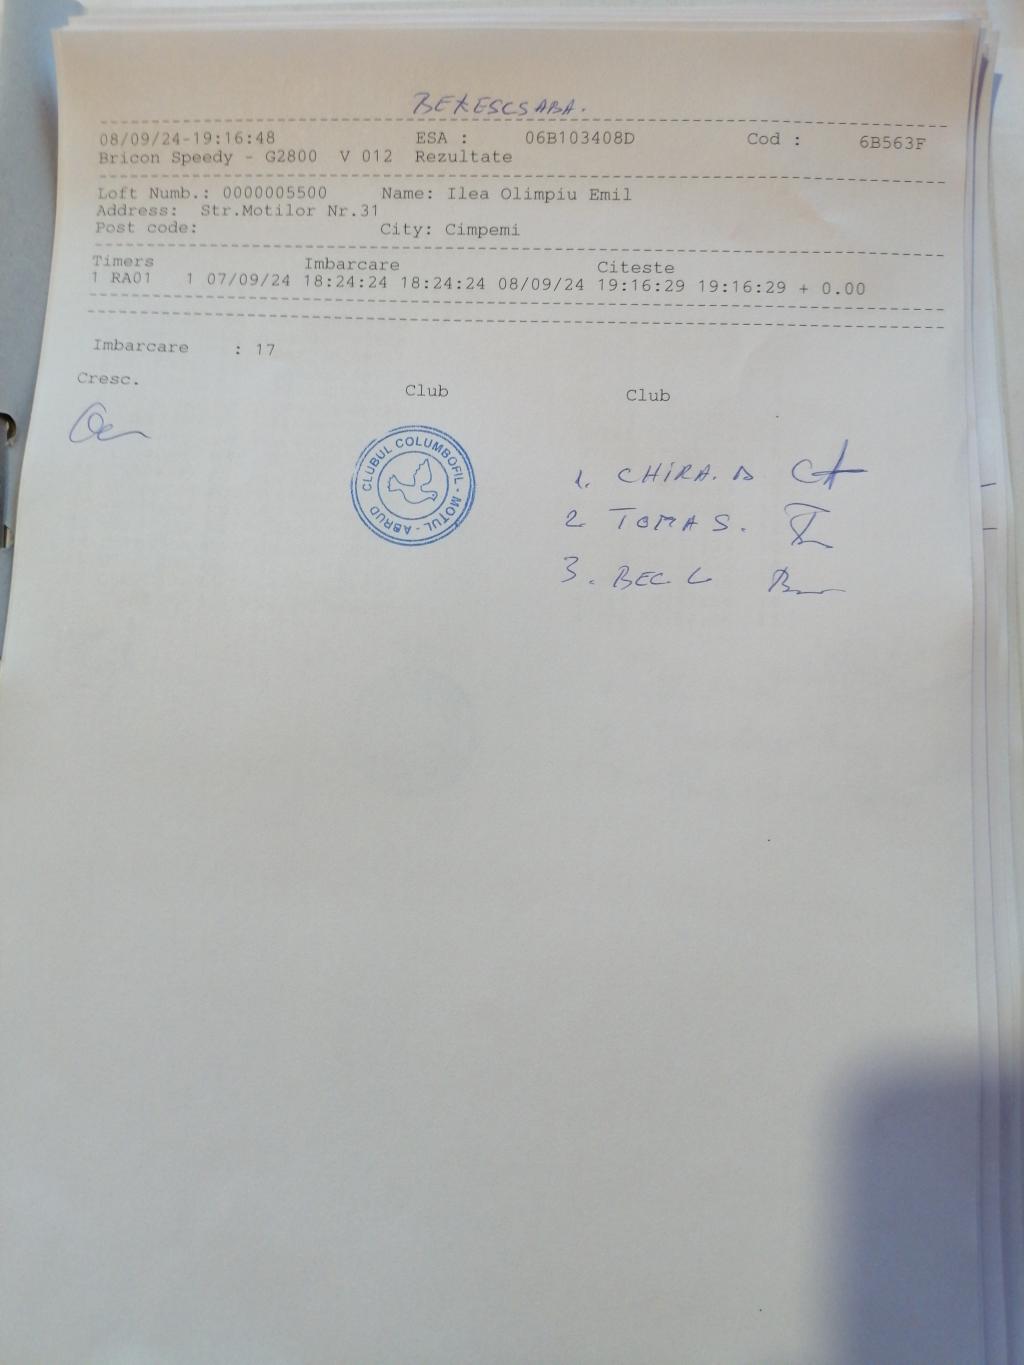 BEKESCSABA.
08/09/24-19:16:48 ESA : 06B103408D Cod : 6B563F
Bricon Speedy - G2800 V 012 Rezultate
Loft Numb.: 0000005500 Name: Ilea Olimpiu Emil
Address: Str.Motilor Nr.31
Post code: City: Cimpemi
Timers Imbarcare Citeste
1 RA01 1 07/09/24 18:24:24 18:24:24 08/09/24 19:16:29 19:16:29 + 0.00
Imbarcare : 17
Cresc. Club Club
CLUBUL COLUMBOFIL - MOTUL - ABRUD
1. CHIRA.
2 TOMA S.
3. BEC L